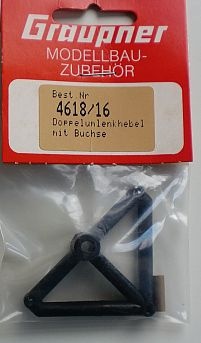 Graupner
MODELLBAU-
ZUBEHÖR
Best.Nr
4618/16
Doppelumlenkhebel
mit Buchse